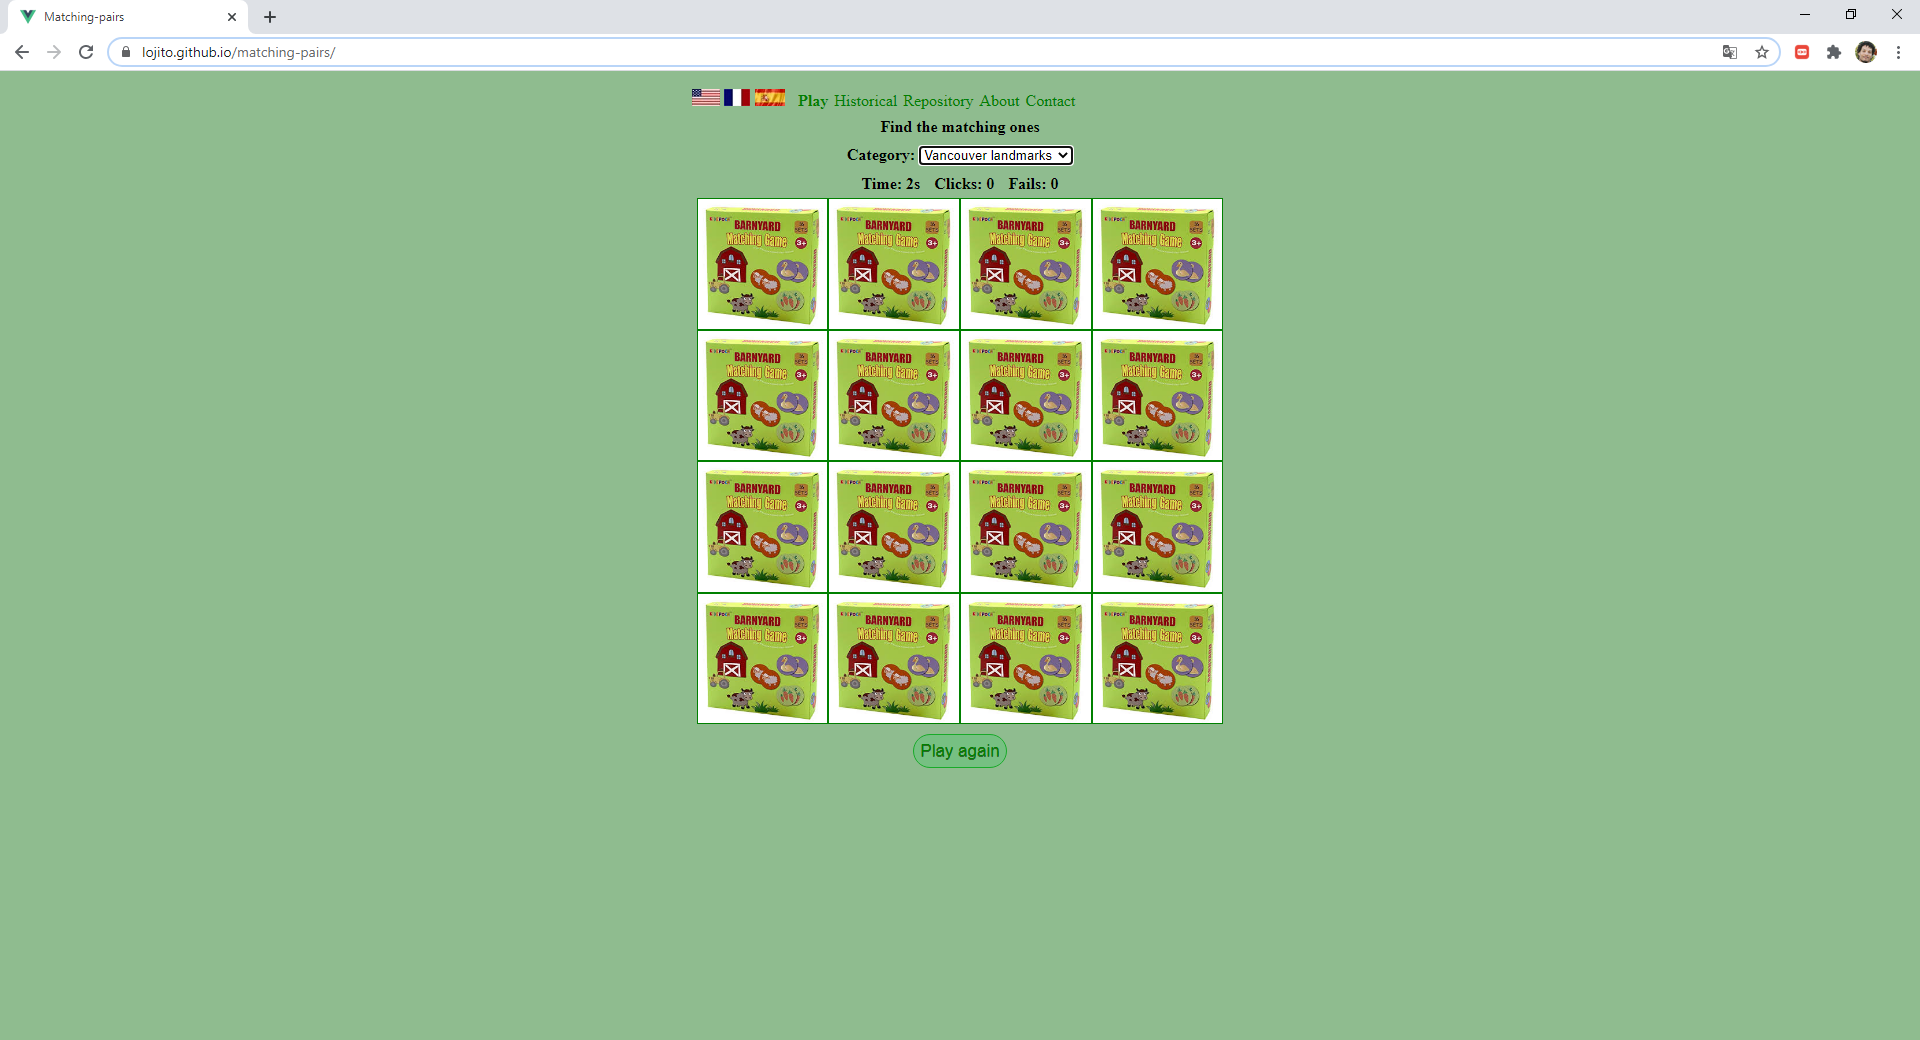 Matching-pairs
lojito.github.io/matching-pairs/
Play Historical Repository About Contact
Find the matching ones
Category: Vancouver landmarks
Time: 2s Clicks: 0 Fails: 0
BARNYARD BARNYARD BARNYARD BARNYARD
Matching Game Matching Game Matching Game Matching Game
3+ 3+ 3+ 3+
BARNYARD BARNYARD BARNYARD BARNYARD
Matching Game Matching Game Matching Game Matching Game
3+ 3+ 3+ 3+
BARNYARD BARNYARD BARNYARD BARNYARD
Matching Game Matching Game Matching Game Matching Game
3+ 3+ 3+ 3+
BARNYARD BARNYARD BARNYARD BARNYARD
Matching Game Matching Game Matching Game Matching Game
3+ 3+ 3+ 3+
Play again